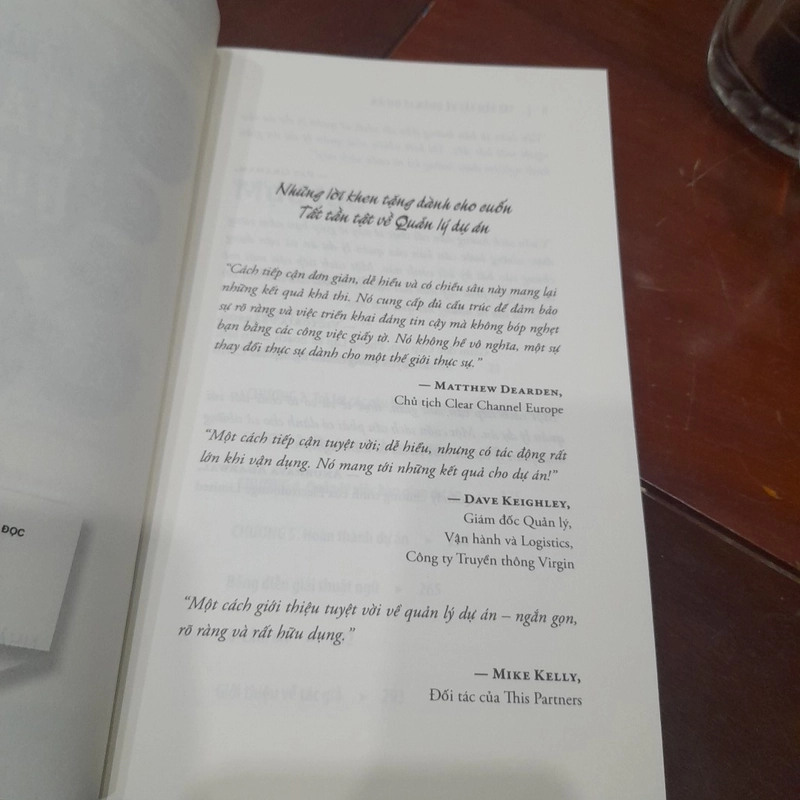 Những lời khen tặng dành cho cuốn
Tất tần tật về Quản lý dự án
"Cách tiếp cận đơn giản, dễ hiểu và có chiều sâu này mang lại
những kết quả khả thi. Nó cung cấp đủ cấu trúc để đảm bảo
sự rõ ràng và việc triển khai đáng tin cậy mà không bóp nghẹt
bạn bằng các công việc giấy tờ. Nó không hề vô nghĩa, một sự
thay đổi thực sự dành cho một thế giới thực sự."
— MATTHEW DEARDEN,
Chủ tịch Clear Channel Europe
"Một cách tiếp cận tuyệt vời; dễ hiểu, nhưng có tác động rất
lớn khi vận dụng. Nó mang tới những kết quả cho dự án!"
— DAVE KEIGHLEY,
Giám đốc Quản lý,
Vận hành và Logistics,
Công ty Truyền thông Virgin
"Một cách giới thiệu tuyệt vời về quản lý dự án – ngắn gọn,
rõ ràng và rất hữu dụng."
— MIKE KELLY,
Đối tác của This Partners
ĐỌC